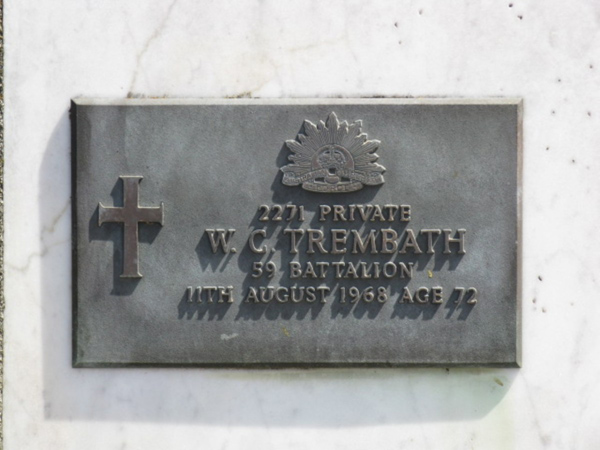 2271 PRIVATE
W. C. TREMBATH
59 BATTALION
11TH AUGUST 1968 AGE 72